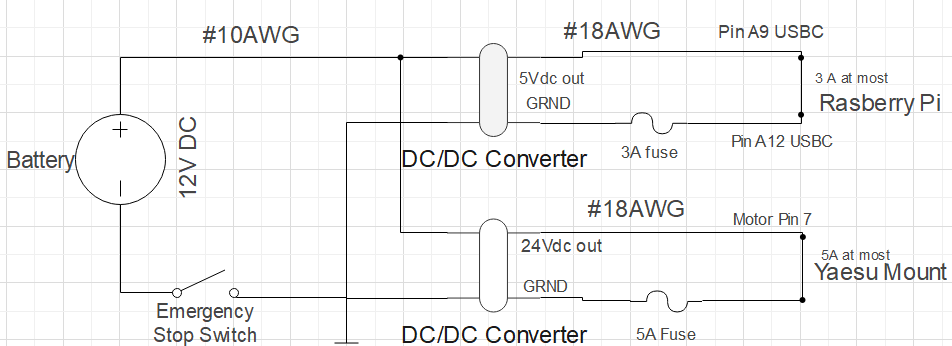 #10AWG
#18AWG
Pin A9 USBC
5Vdc out
GRND
3 A at most
Rasberry Pi
Battery
+
-
12V DC
DC/DC Converter
3A fuse
Pin A12 USBC
#18AWG
Motor Pin 7
24Vdc out
5A at most
Yaesu Mount
GRND
Emergency
Stop Switch
DC/DC Converter
5A Fuse